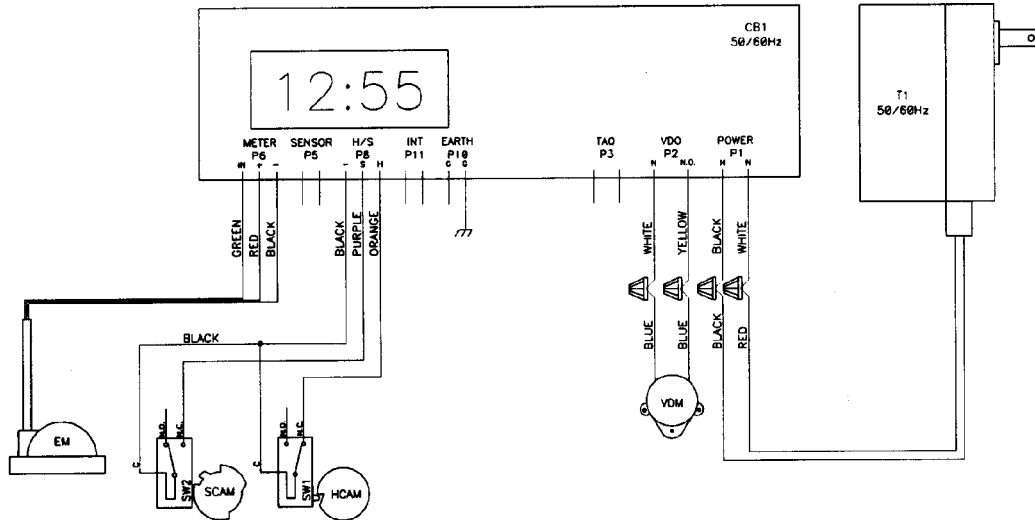 CB1
50/60Hz
12:55
T1
50/60Hz
METER SENSOR H/S INT EARTH TAO VDO POWER
P6 P5 P8 P11 P10 P3 P2 P1
IN + - - S H G G N N.O. H N
GREEN
RED
BLACK
BLACK
PURPLE
ORANGE
WHITE
YELLOW
BLACK
WHITE
BLUE
BLUE
BLACK
RED
BLACK
N.O.
N.C.
N.O.
N.C.
VDM
EM
C
C
SW2
SCAM
SW1
HCAM